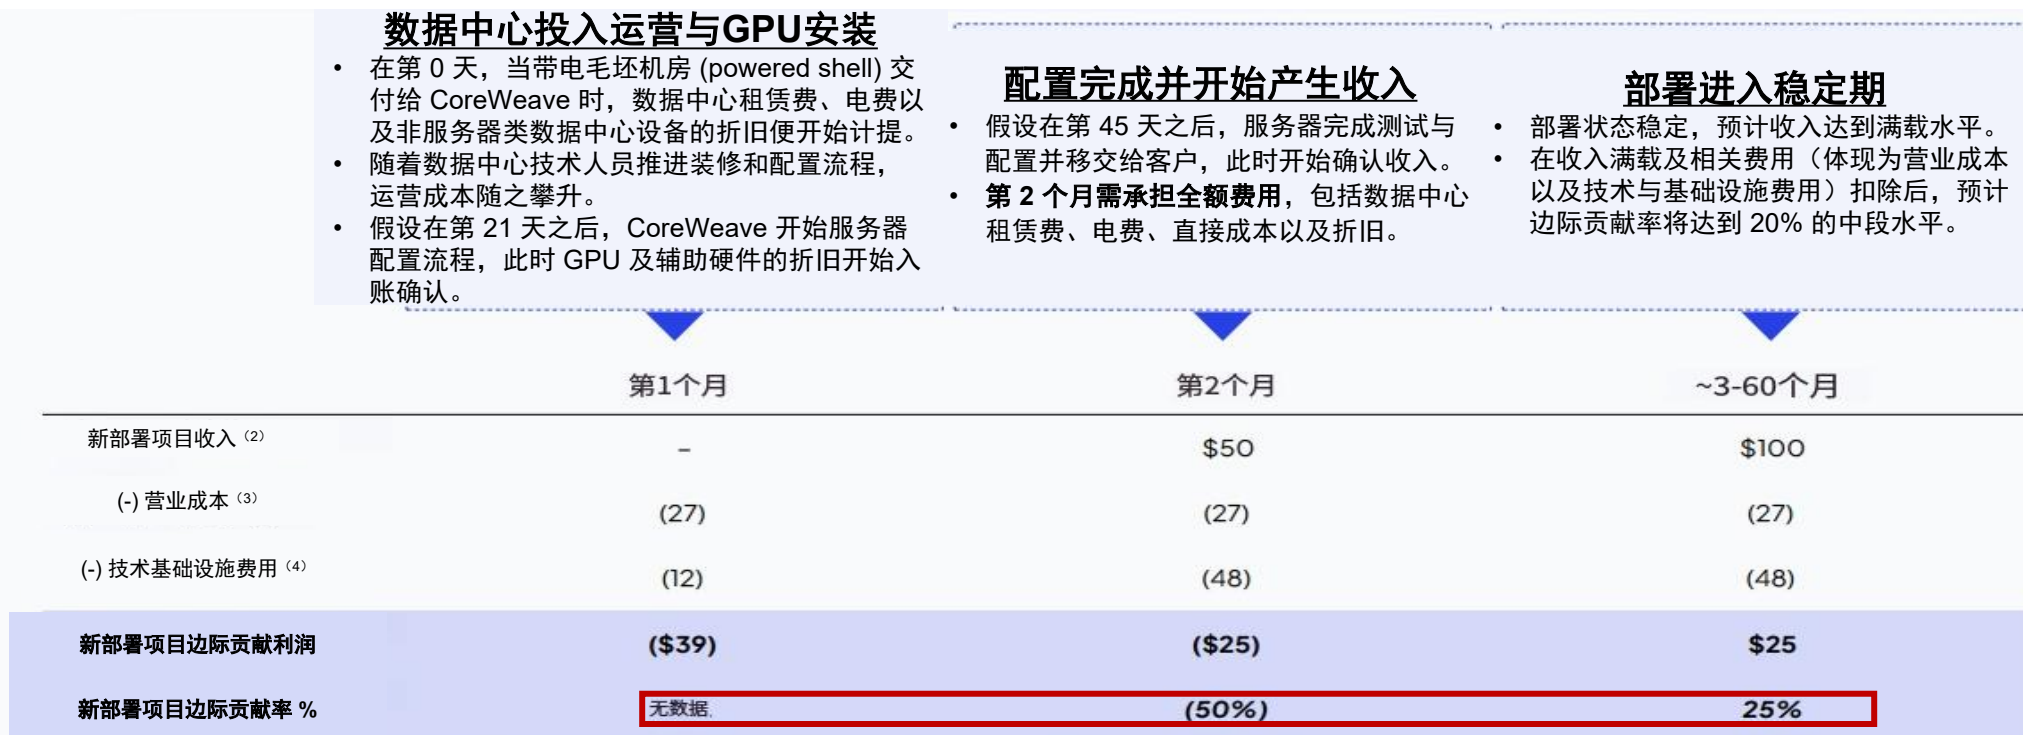 数据中心投入运营与GPU安装
• 在第 0 天，当带电毛坯机房 (powered shell) 交
付给 CoreWeave 时，数据中心租赁费、电费以
及非服务器类数据中心设备的折旧便开始计提。
• 随着数据中心技术人员推进装修和配置流程，
运营成本随之攀升。
• 假设在第 21 天之后，CoreWeave 开始服务器
配置流程，此时 GPU 及辅助硬件的折旧开始入
账确认。
配置完成并开始产生收入
• 假设在第 45 天之后，服务器完成测试与
配置并移交给客户，此时开始确认收入。
• 第 2 个月需承担全额费用，包括数据中心
租赁费、电费、直接成本以及折旧。
部署进入稳定期
• 部署状态稳定，预计收入达到满载水平。
• 在收入满载及相关费用（体现为营业成本
以及技术与基础设施费用）扣除后，预计
边际贡献率将达到 20% 的中段水平。
第1个月 第2个月 ~3-60个月
新部署项目收入（2） – $50 $100
(-) 营业成本（3） (27) (27) (27)
(-) 技术基础设施费用（4） (12) (48) (48)
新部署项目边际贡献利润 ($39) ($25) $25
新部署项目边际贡献率 % 无数据. (50%) 25%